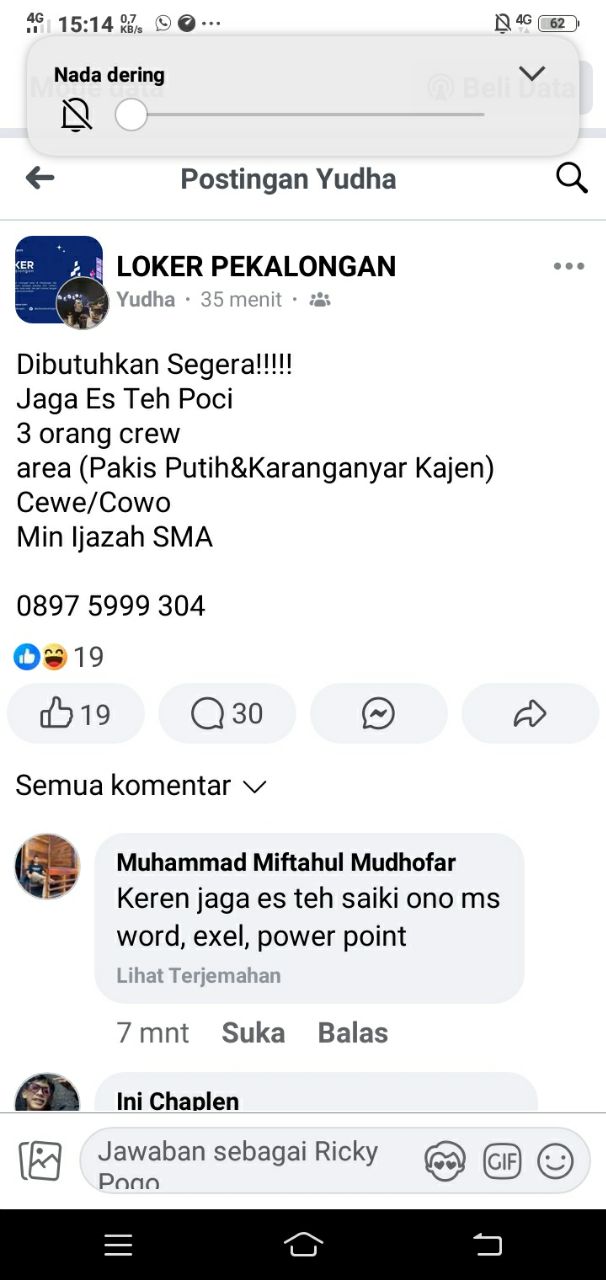 4G 15:14 0,7 KB/s ... 4G 62
Nada dering
Mode data Beli Data
Postingan Yudha
KER
LOKER PEKALONGAN
Yudha • 35 menit •
Dibutuhkan Segera!!!!!
Jaga Es Teh Poci
3 orang crew
area (Pakis Putih&Karanganyar Kajen)
Cewe/Cowo
Min Ijazah SMA
0897 5999 304
19
19 30
Semua komentar
Muhammad Miftahul Mudhofar
Keren jaga es teh saiki ono ms
word, exel, power point
Lihat Terjemahan
7 mnt Suka Balas
Ini Chaplen
Jawaban sebagai Ricky
Pogo
GIF